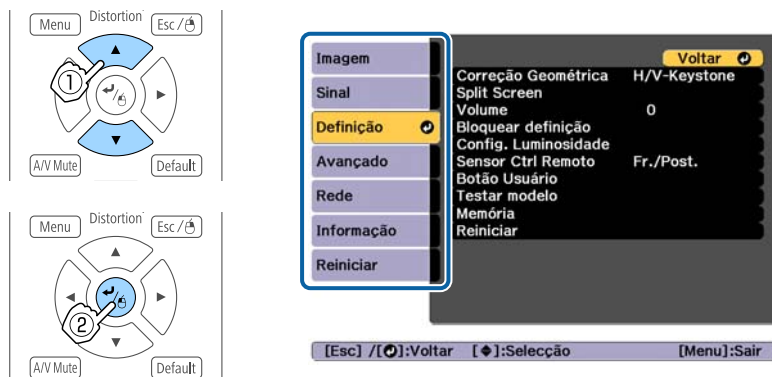 Menu
Distortion
Esc /
①
A/V Mute
Default
Menu
Distortion
Esc /
②
A/V Mute
Default
Imagem
Sinal
Definição
Avançado
Rede
Informação
Reiniciar
Voltar
Correção Geométrica H/V-Keystone
Split Screen
Volume 0
Bloquear definição
Config. Luminosidade
Sensor Ctrl Remoto Fr./Post.
Botão Usuário
Testar modelo
Memória
Reiniciar
[Esc] /[ ]:Voltar [ ]:Selecção [Menu]:Sair